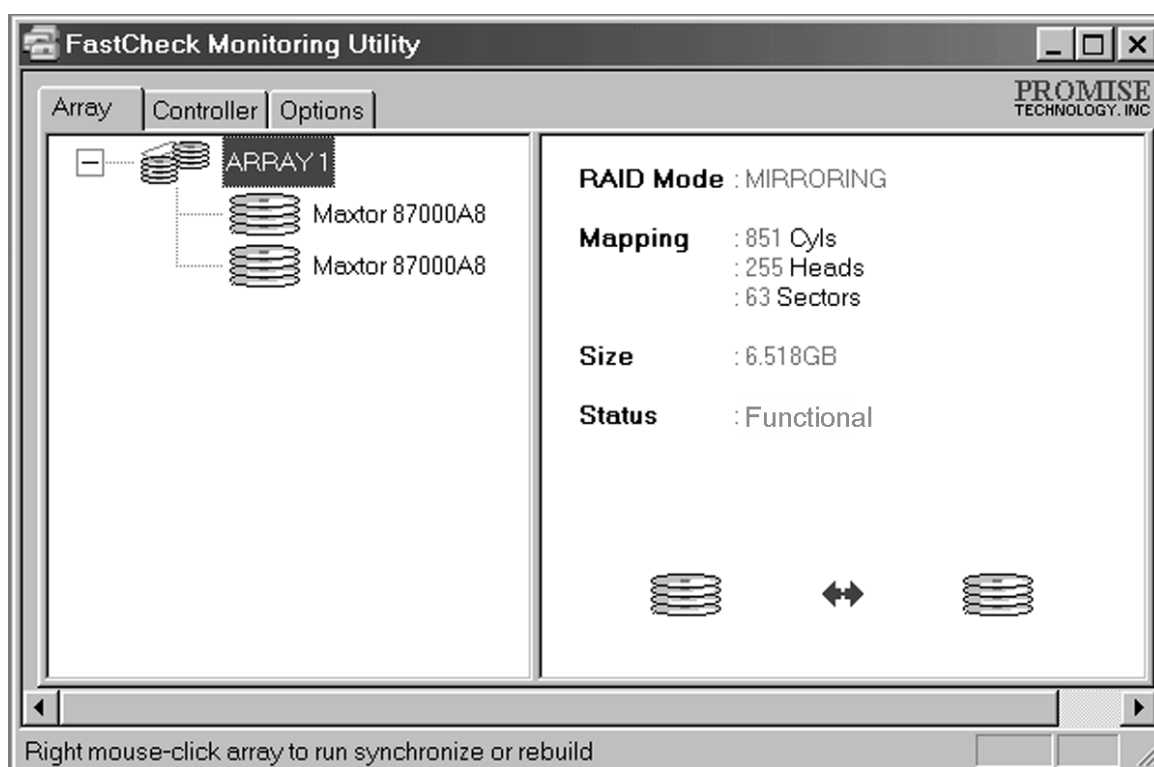 FastCheck Monitoring Utility
PROMISE
TECHNOLOGY. INC
Array Controller Options
ARRAY 1
Maxtor 87000A8
Maxtor 87000A8
RAID Mode : MIRRORING
Mapping : 851 Cyls
: 255 Heads
: 63 Sectors
Size : 6.518GB
Status : Functional
Right mouse-click array to run synchronize or rebuild